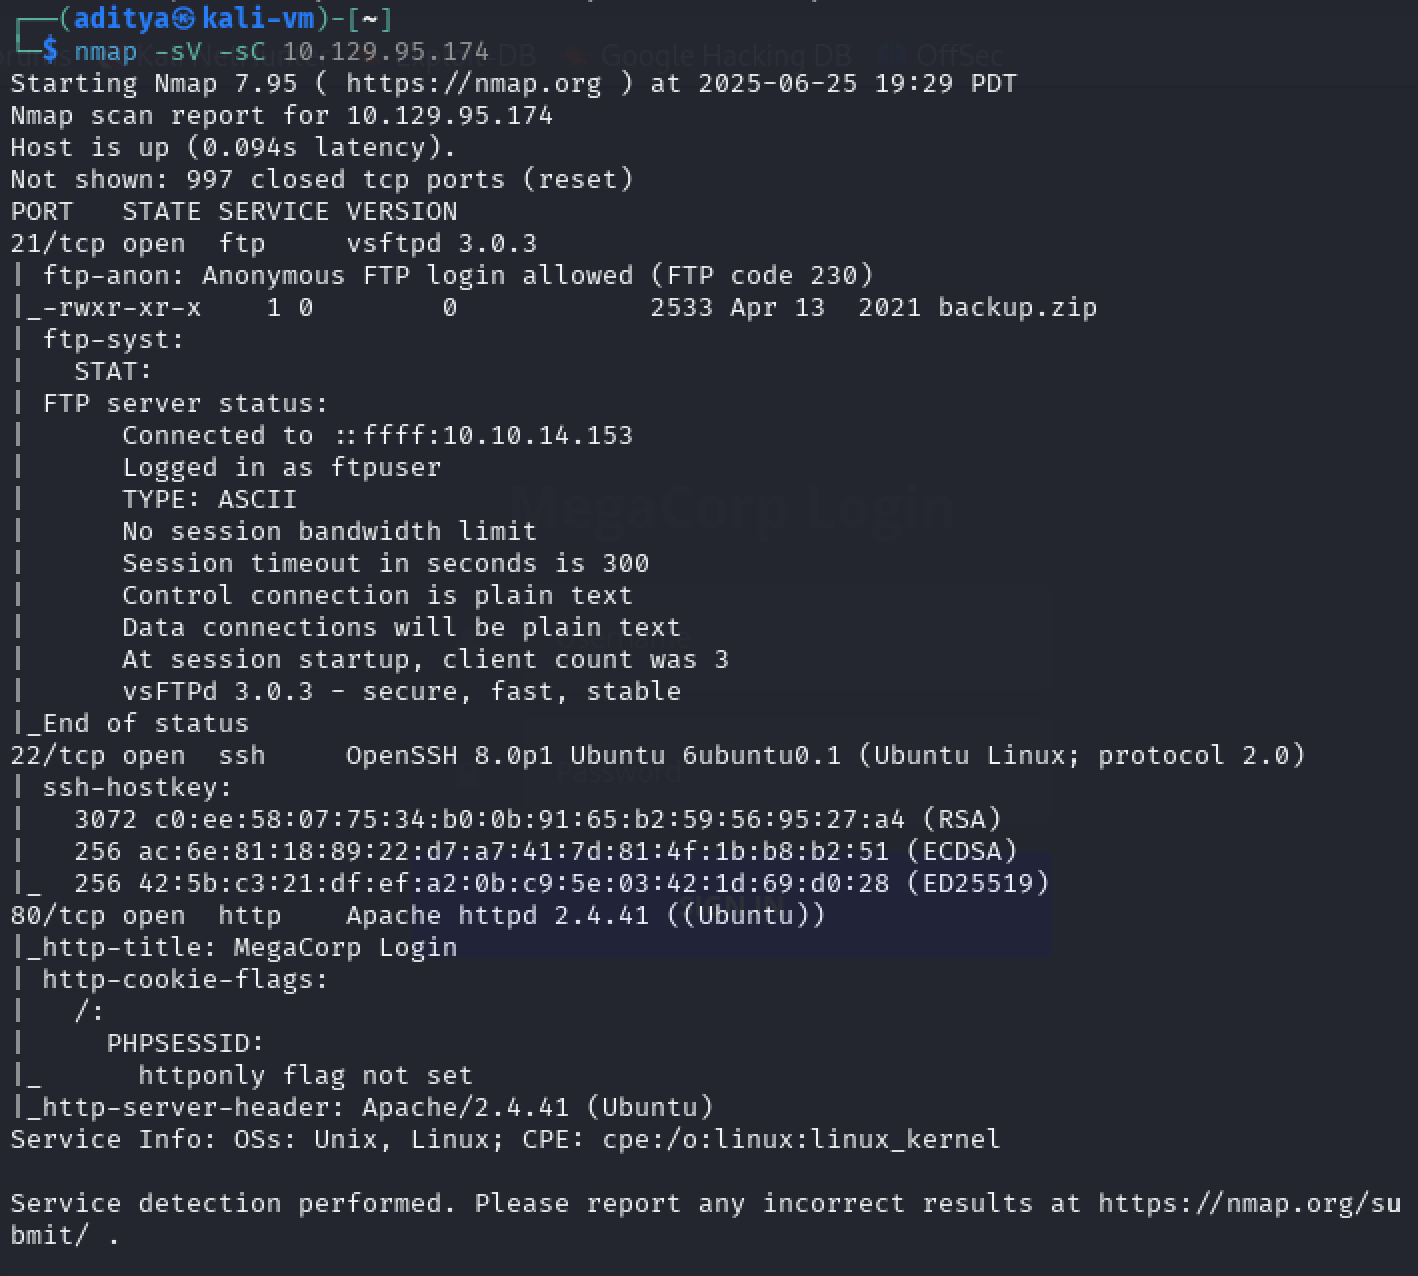 ┌──(aditya㉿kali-vm)-[~]
└─$ nmap -sV -sC 10.129.95.174
-DB Google Hacking DB OffSec
Starting Nmap 7.95 ( https://nmap.org ) at 2025-06-25 19:29 PDT
Nmap scan report for 10.129.95.174
Host is up (0.094s latency).
Not shown: 997 closed tcp ports (reset)
PORT   STATE SERVICE VERSION
21/tcp open  ftp     vsftpd 3.0.3
| ftp-anon: Anonymous FTP login allowed (FTP code 230)
|_-rwxr-xr-x    1 0        0            2533 Apr 13  2021 backup.zip
| ftp-syst:
|   STAT:
| FTP server status:
|      Connected to ::ffff:10.10.14.153
|      Logged in as ftpuser
|      TYPE: ASCII
MegaCorp Login
|      No session bandwidth limit
|      Session timeout in seconds is 300
|      Control connection is plain text
|      Data connections will be plain text
|      At session startup, client count was 3
|      vsFTPd 3.0.3 - secure, fast, stable
|_End of status
22/tcp open  ssh     OpenSSH 8.0p1 Ubuntu 6ubuntu0.1 (Ubuntu Linux; protocol 2.0)
Password
| ssh-hostkey:
|   3072 c0:ee:58:07:75:34:b0:0b:91:65:b2:59:56:95:27:a4 (RSA)
|   256 ac:6e:81:18:89:22:d7:a7:41:7d:81:4f:1b:b8:b2:51 (ECDSA)
|_  256 42:5b:c3:21:df:ef:a2:0b:c9:5e:03:42:1d:69:d0:28 (ED25519)
SIGN IN
80/tcp open  http    Apache httpd 2.4.41 ((Ubuntu))
|_http-title: MegaCorp Login
| http-cookie-flags:
|   /:
|     PHPSESSID:
|_      httponly flag not set
|_http-server-header: Apache/2.4.41 (Ubuntu)
Service Info: OSs: Unix, Linux; CPE: cpe:/o:linux:linux_kernel
Service detection performed. Please report any incorrect results at https://nmap.org/su
bmit/ .